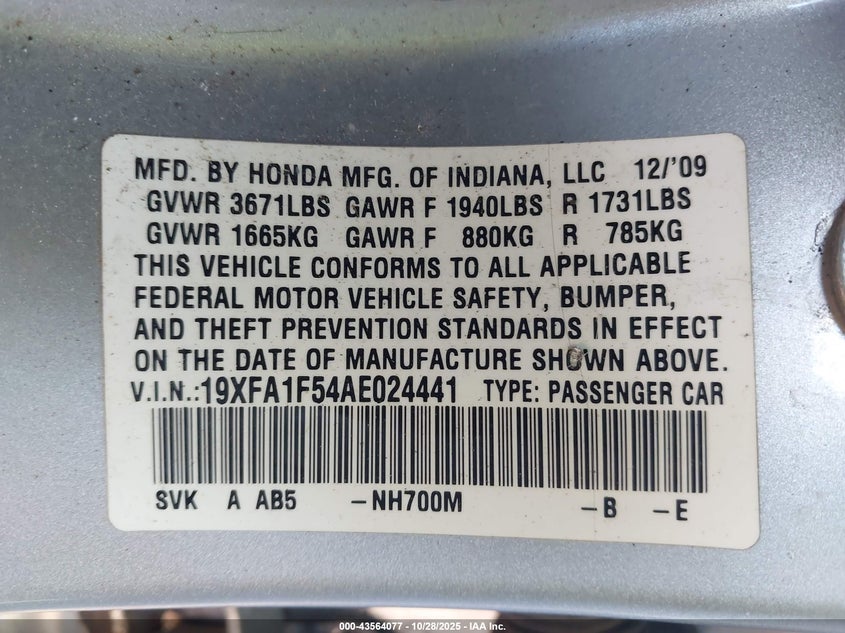 MFD. BY HONDA MFG. OF INDIANA, LLC 12/'09
GVWR 3671LBS GAWR F 1940LBS R 1731LBS
GVWR 1665KG GAWR F 880KG R 785KG
THIS VEHICLE CONFORMS TO ALL APPLICABLE
FEDERAL MOTOR VEHICLE SAFETY, BUMPER,
AND THEFT PREVENTION STANDARDS IN EFFECT
ON THE DATE OF MANUFACTURE SHOWN ABOVE.
V.I.N.:19XFA1F54AE024441 TYPE: PASSENGER CAR
SVK A AB5 -NH700M -B -E
000-43564077 - 10/28/2025 - IAA Inc.